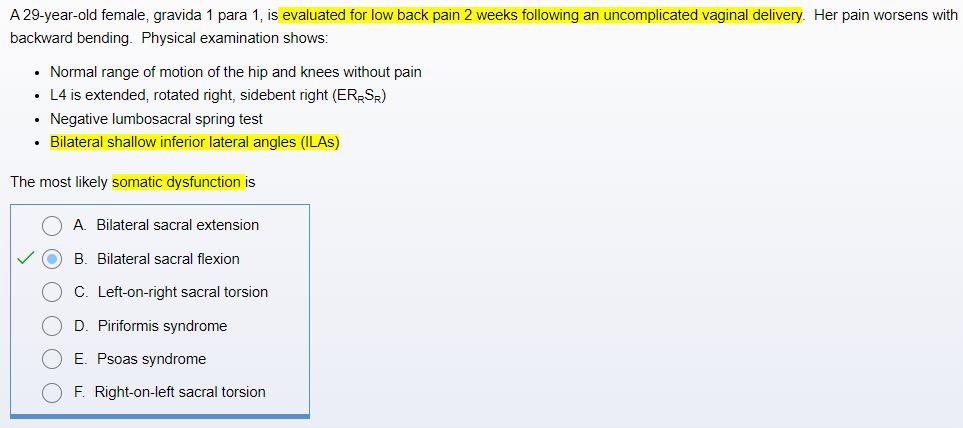 A 29-year-old female, gravida 1 para 1, is evaluated for low back pain 2 weeks following an uncomplicated vaginal delivery. Her pain worsens with
backward bending. Physical examination shows:
• Normal range of motion of the hip and knees without pain
• L4 is extended, rotated right, sidebent right (ERRSR)
• Negative lumbosacral spring test
• Bilateral shallow inferior lateral angles (ILAs)
The most likely somatic dysfunction is
A. Bilateral sacral extension
B. Bilateral sacral flexion
C. Left-on-right sacral torsion
D. Piriformis syndrome
E. Psoas syndrome
F. Right-on-left sacral torsion